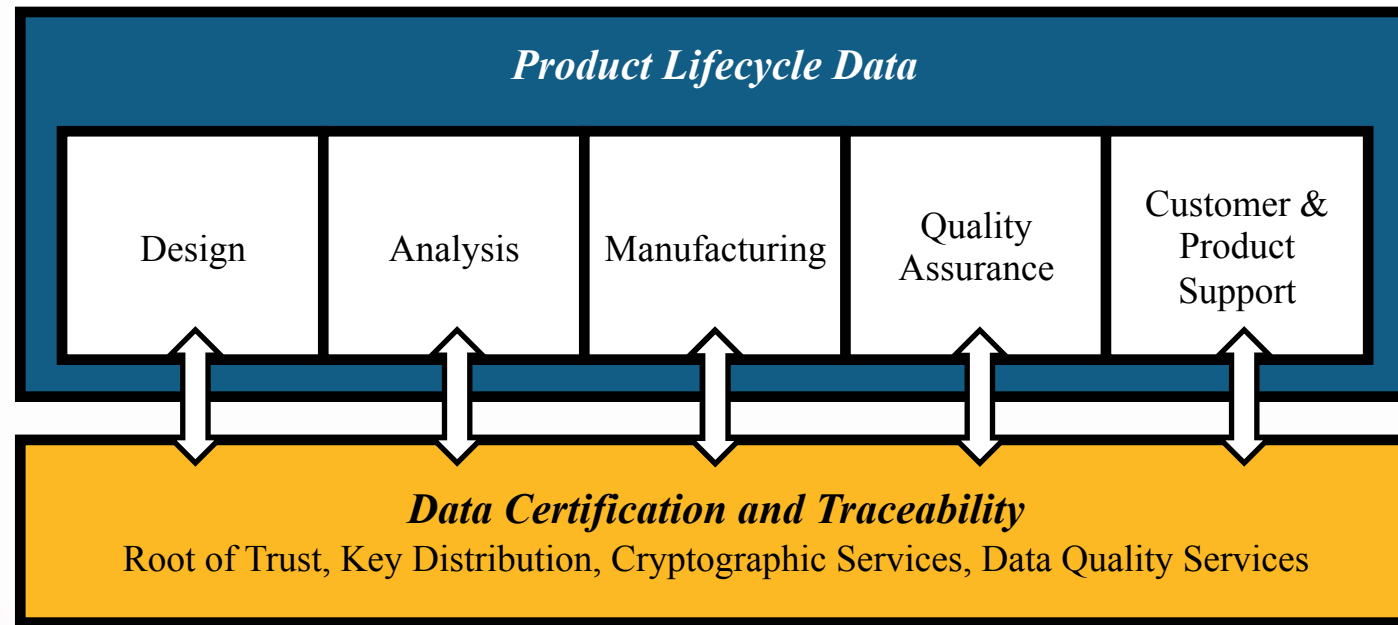 Product Lifecycle Data
Design
Analysis
Manufacturing
Quality
Assurance
Customer &
Product
Support
Data Certification and Traceability
Root of Trust, Key Distribution, Cryptographic Services, Data Quality Services